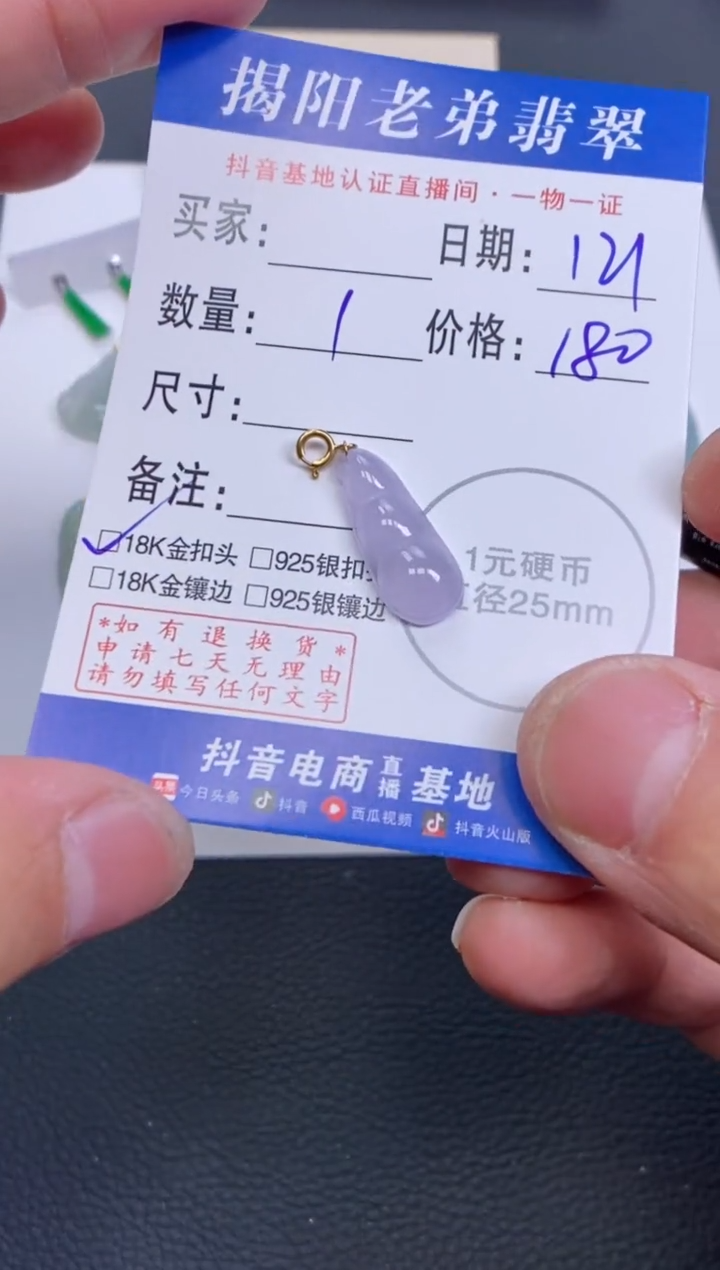 揭阳老弟翡翠
抖音基地认证直播间·一物一证
买家: 日期: 121
数量: 1 价格: 180
尺寸:
备注:
□18K金扣头 □925银扣
□18K金镶边 □925银镶边
1元硬币
径25mm
*如有退换货*
申请七天无理由
请勿填写任何文字
抖音电商直播基地
头条 今日头条 抖音 西瓜视频 抖音火山版